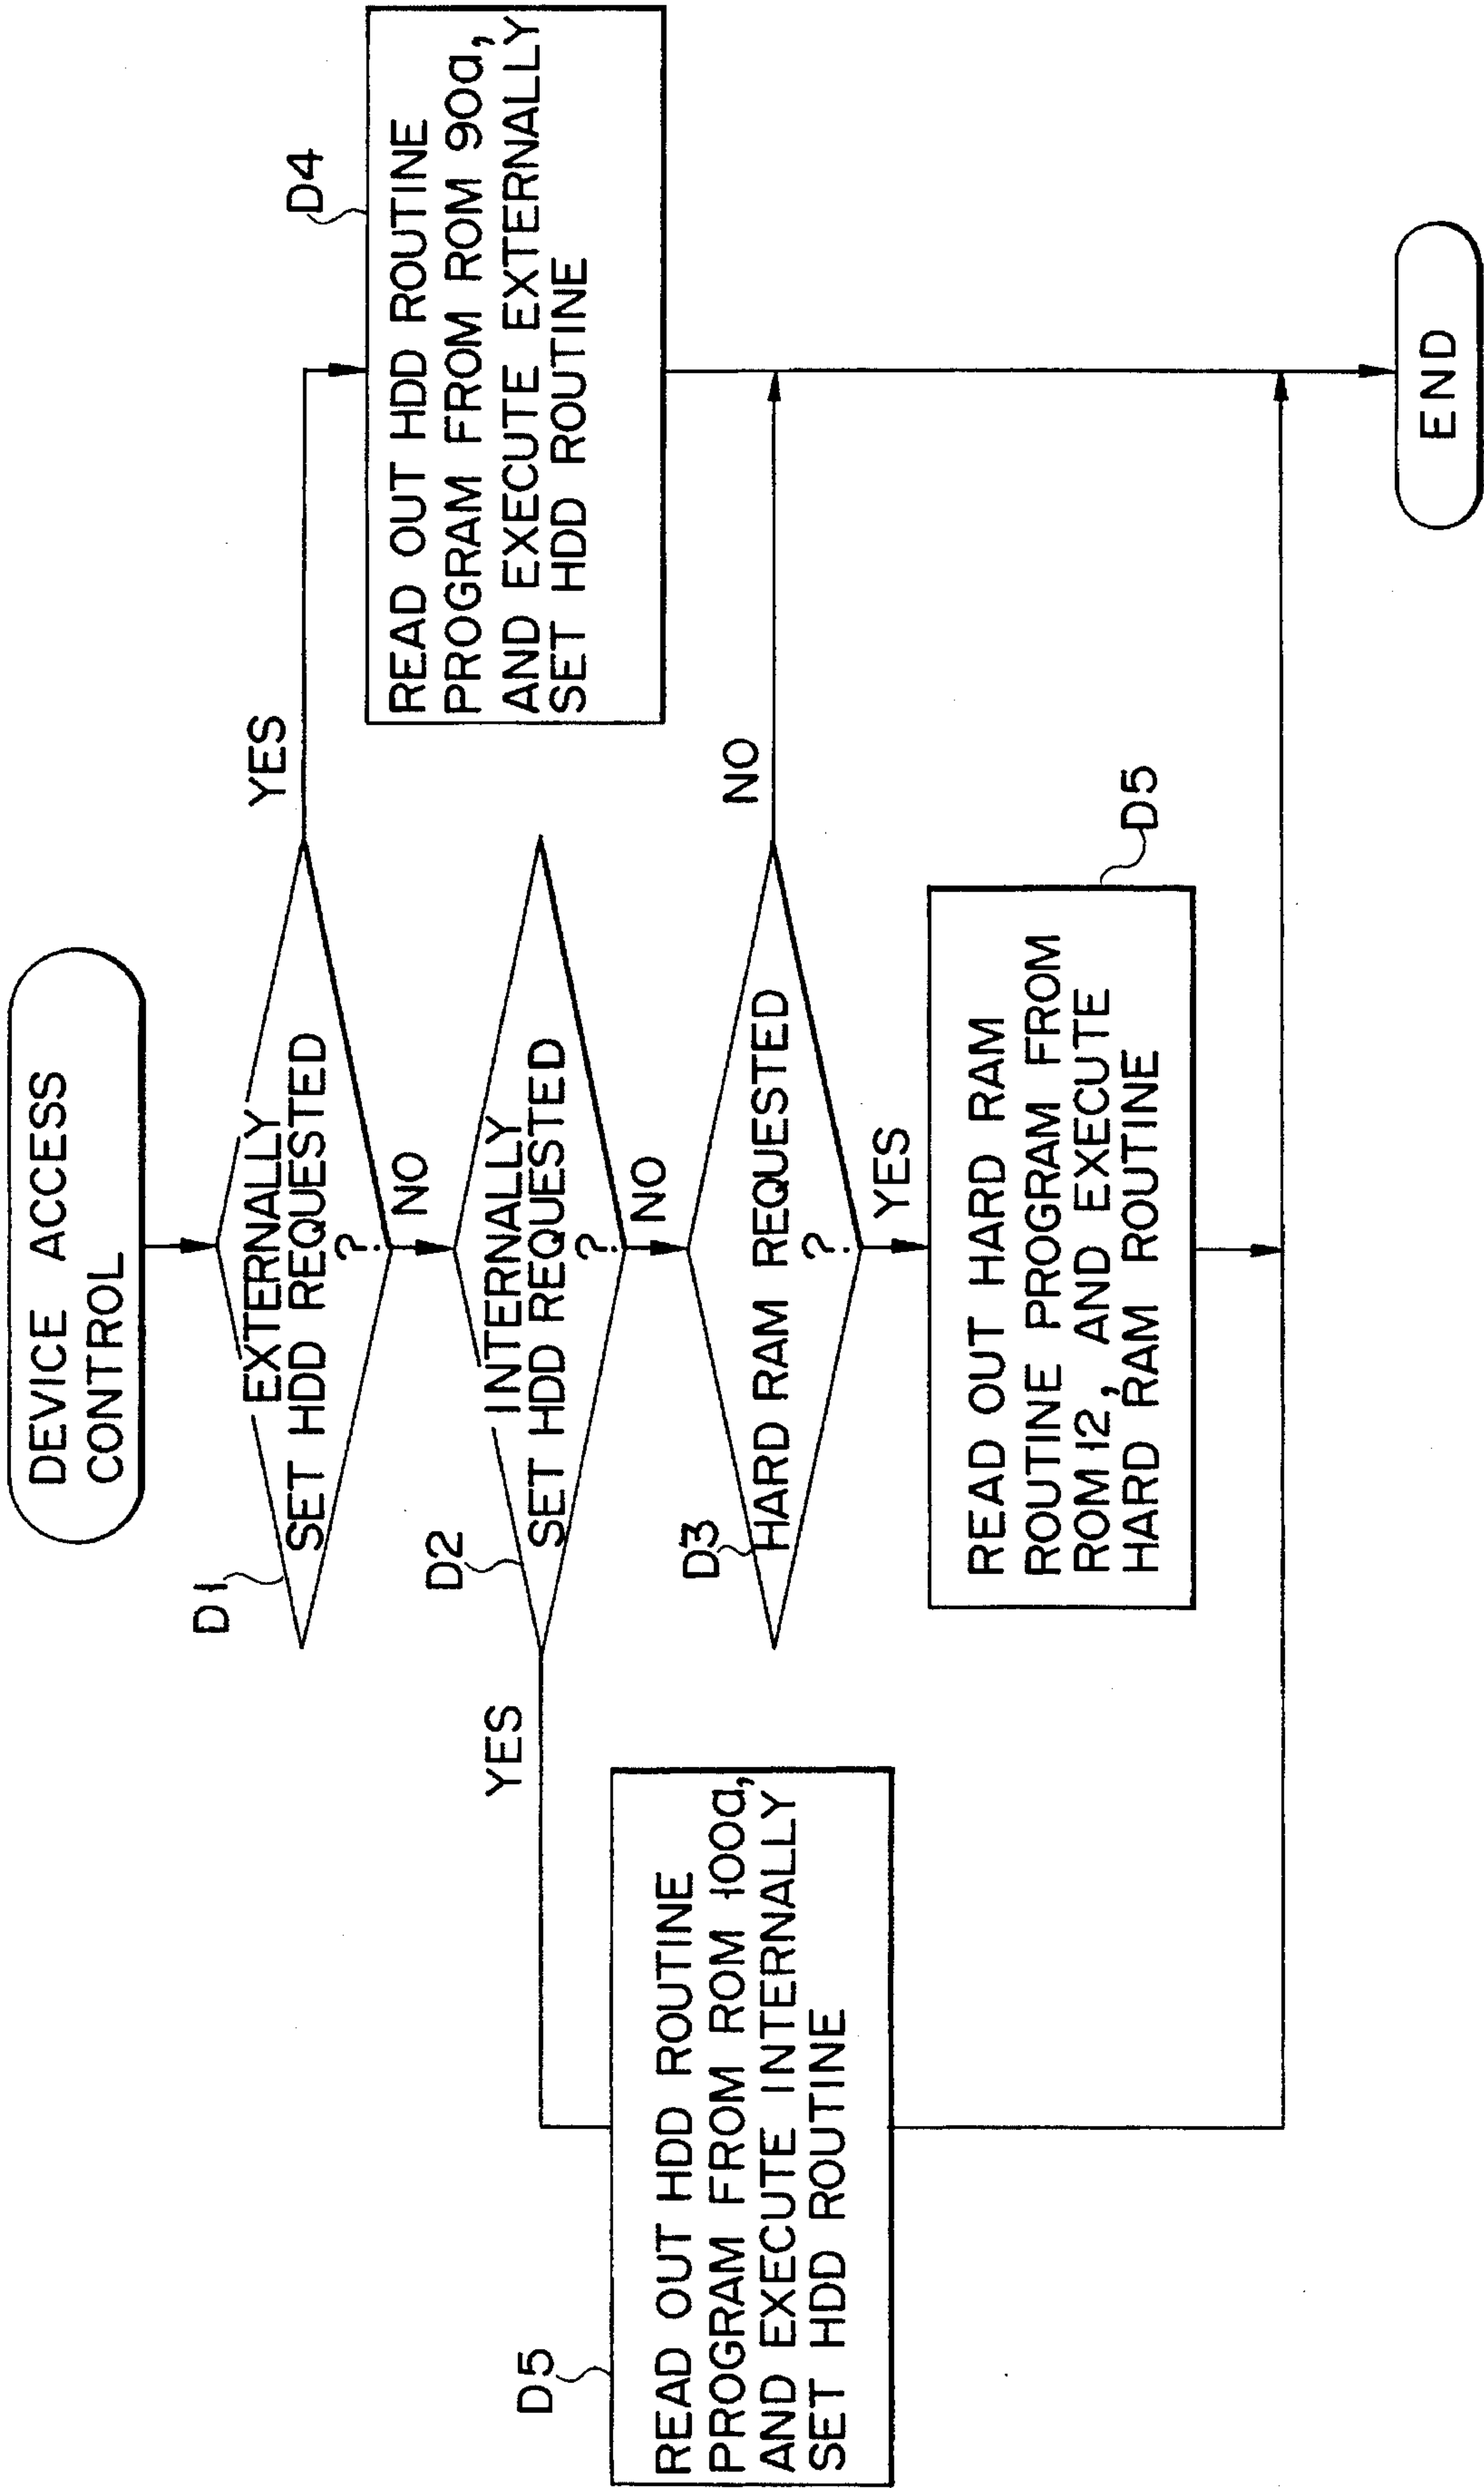 DEVICE ACCESS
CONTROL
D1
EXTERNALLY
SET HDD REQUESTED
?
YES
NO
D4
READ OUT HDD ROUTINE
PROGRAM FROM ROM 90a,
AND EXECUTE EXTERNALLY
SET HDD ROUTINE
D2
INTERNALLY
SET HDD REQUESTED
?
YES
NO
D5
READ OUT HDD ROUTINE
PROGRAM FROM ROM 100a,
AND EXECUTE INTERNALLY
SET HDD ROUTINE
D3
HARD RAM REQUESTED
?
NO
YES
D5
READ OUT HARD RAM
ROUTINE PROGRAM FROM
ROM 12, AND EXECUTE
HARD RAM ROUTINE
END